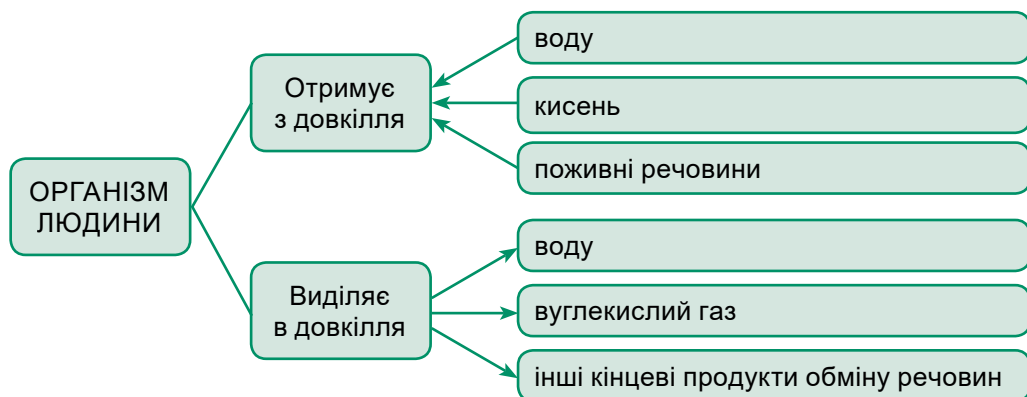 ОРГАНІЗМ
ЛЮДИНИ
Отримує
з довкілля
воду
кисень
поживні речовини
Виділяє
в довкілля
воду
вуглекислий газ
інші кінцеві продукти обміну речовин